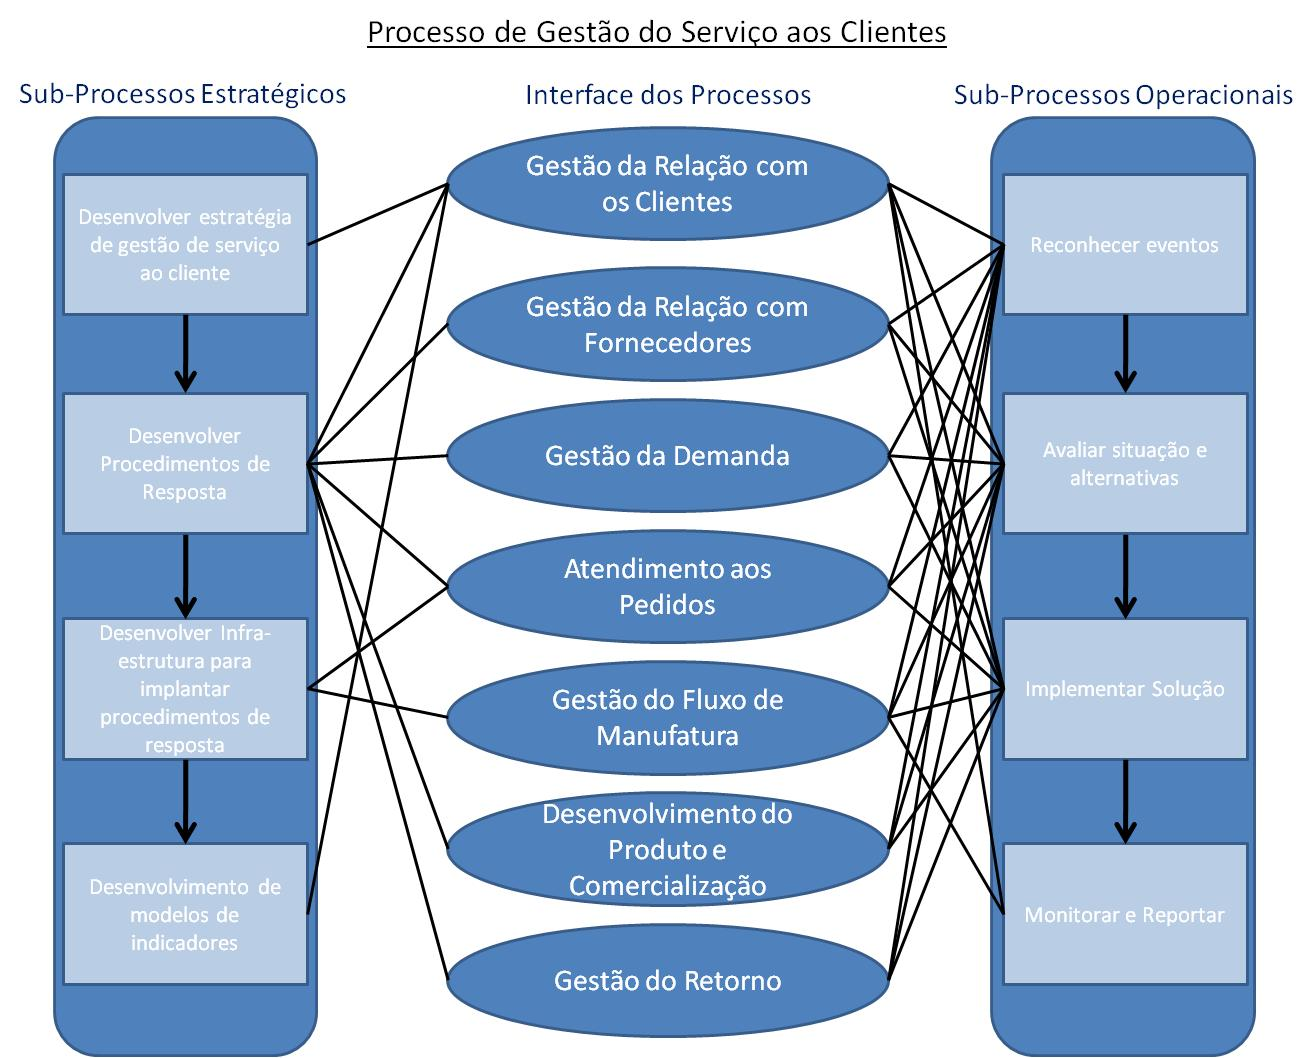 Processo de Gestão do Serviço aos Clientes
Sub-Processos Estratégicos
Desenvolver estratégia
de gestão de serviço
ao cliente
Desenvolver
Procedimentos de
Resposta
Desenvolver Infra-
estrutura para
implantar
procedimentos de
resposta
Desenvolvimento de
modelos de
indicadores
Interface dos Processos
Gestão da Relação com
os Clientes
Gestão da Relação com
Fornecedores
Gestão da Demanda
Atendimento aos
Pedidos
Gestão do Fluxo de
Manufatura
Desenvolvimento do
Produto e
Comercialização
Gestão do Retorno
Sub-Processos Operacionais
Reconhecer eventos
Avaliar situação e
alternativas
Implementar Solução
Monitorar e Reportar